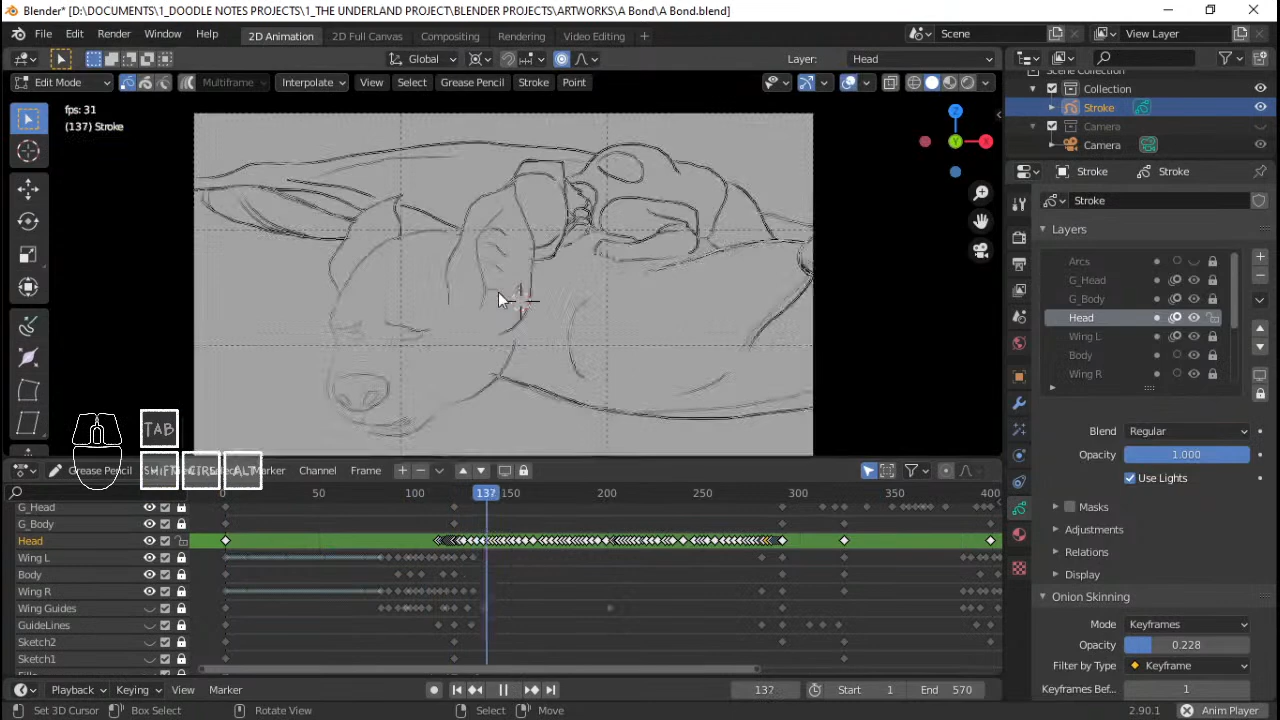 Blender* [D:\DOCUMENTS\1_DOODLE NOTES PROJECTS\1_THE UNDERLAND PROJECT\BLENDER PROJECTS\ARTWORKS\A Bond\A Bond.blend]
File Edit Render Window Help 2D Animation 2D Full Canvas Compositing Rendering Video Editing + Scene View Layer
Global Layer: Head
Edit Mode Multiframe Interpolate View Select Grease Pencil Stroke Point
Scene Collection
Collection
Stroke
Camera
Camera
fps: 31
(137) Stroke
Z
Y
X
Stroke Stroke
Stroke
Layers
Arcs
G_Head
G_Body
Head
Wing L
Body
Wing R
Blend Regular
Opacity 1.000
Use Lights
Masks
Adjustments
Relations
Display
Onion Skinning
Mode Keyframes
Opacity 0.228
Filter by Type Keyframe
Keyframes Bef... 1
TAB
SHIFT CTRL ALT
Grease Pencil Marker Channel Frame
0 50 100 137 150 200 250 300 350 400
G_Head
G_Body
Head
Wing L
Body
Wing R
Wing Guides
GuideLines
Sketch2
Sketch1
Playback Keying View Marker 137 Start 1 End 570
Set 3D Cursor Box Select Rotate View Select Move 2.90.1 Anim Player